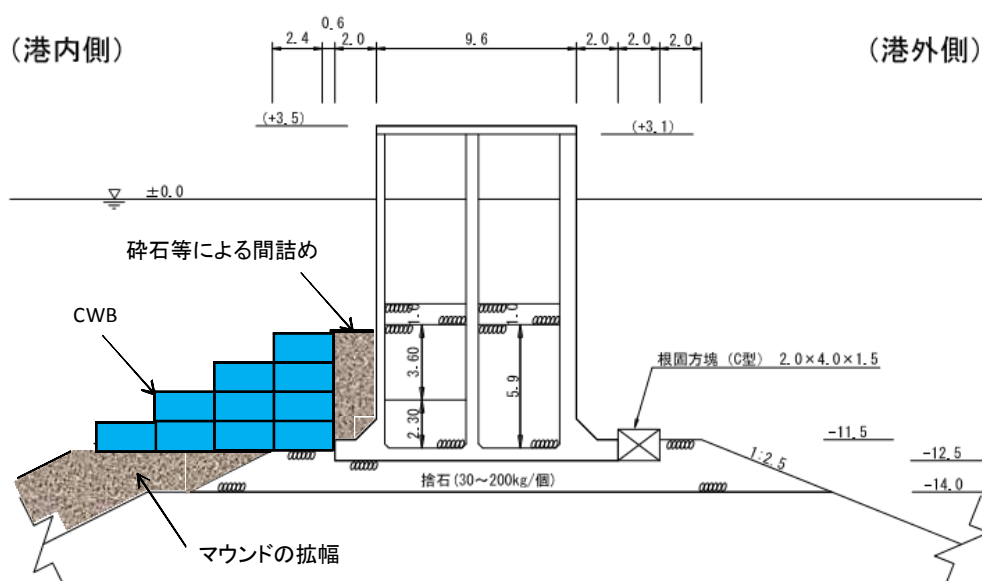 0.6
2.4 2.0 9.6 2.0 2.0 2.0
(港内側) (港外側)
(+3.5) (+3.1)
±0.0
砕石等による間詰め
CWB
1.0 1.0
3.60
5.9
2.30
根固方塊 (C型) 2.0×4.0×1.5
-11.5
1:2.5
-12.5
捨石(30～200kg/個)
-14.0
マウンドの拡幅